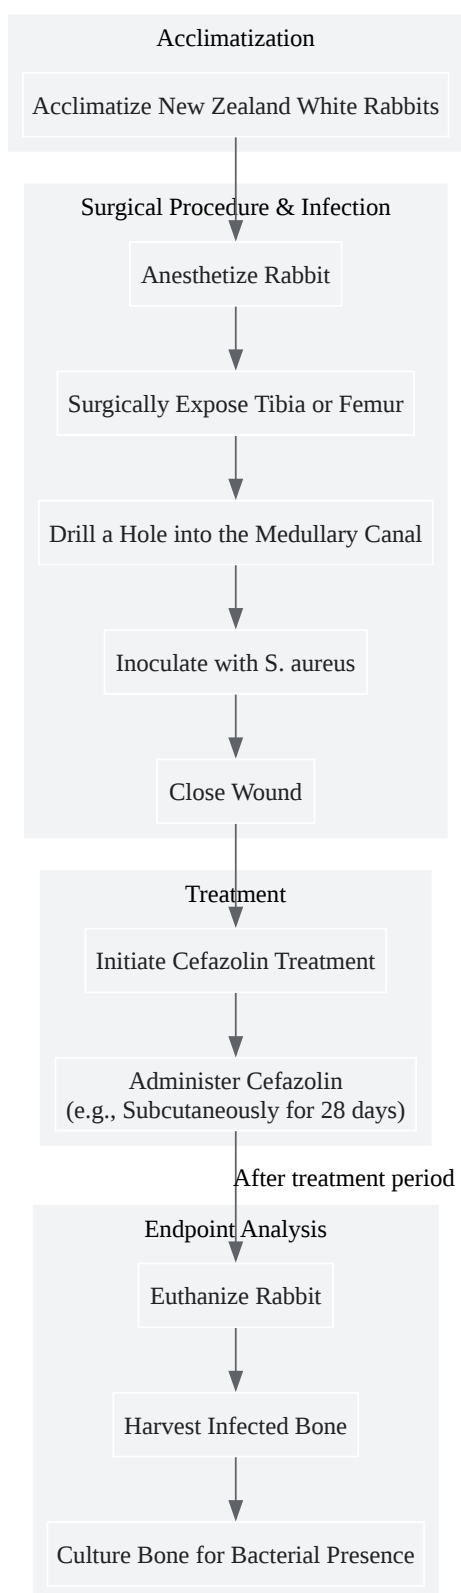 Acclimatization
Acclimatize New Zealand White Rabbits
Surgical Procedure & Infection
Anesthetize Rabbit
Surgically Expose Tibia or Femur
Drill a Hole into the Medullary Canal
Inoculate with S. aureus
Close Wound
Treatment
Initiate Cefazolin Treatment
Administer Cefazolin
(e.g., Subcutaneously for 28 days)
After treatment period
Endpoint Analysis
Euthanize Rabbit
Harvest Infected Bone
Culture Bone for Bacterial Presence